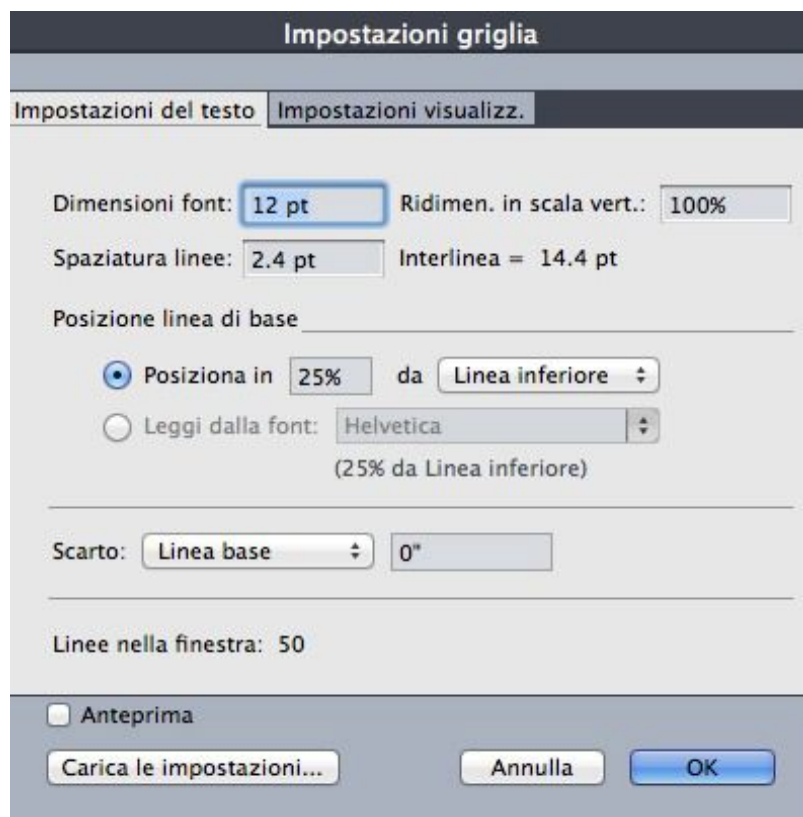 Impostazioni griglia
Impostazioni del testo Impostazioni visualizz.
Dimensioni font: 12 pt Ridimen. in scala vert.: 100%
Spaziatura linee: 2.4 pt Interlinea = 14.4 pt
Posizione linea di base
Posiziona in 25% da Linea inferiore
Leggi dalla font: Helvetica
(25% da Linea inferiore)
Scarto: Linea base 0"
Linee nella finestra: 50
Anteprima
Carica le impostazioni... Annulla OK